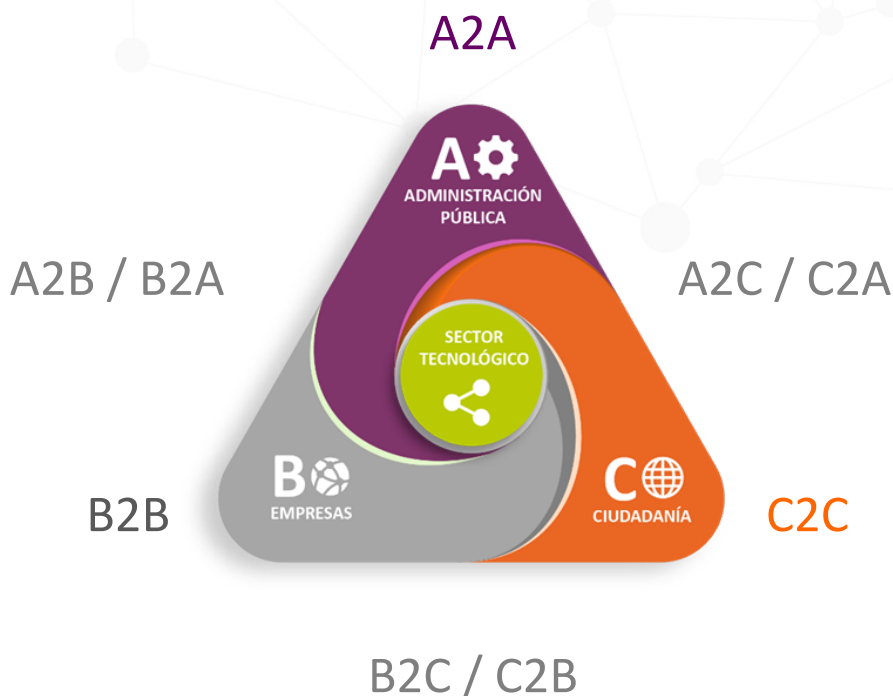 A2A
A
ADMINISTRACIÓN
PÚBLICA
A2B / B2A
A2C / C2A
SECTOR
TECNOLÓGICO
B
EMPRESAS
C
CIUDADANÍA
B2B
C2C
B2C / C2B